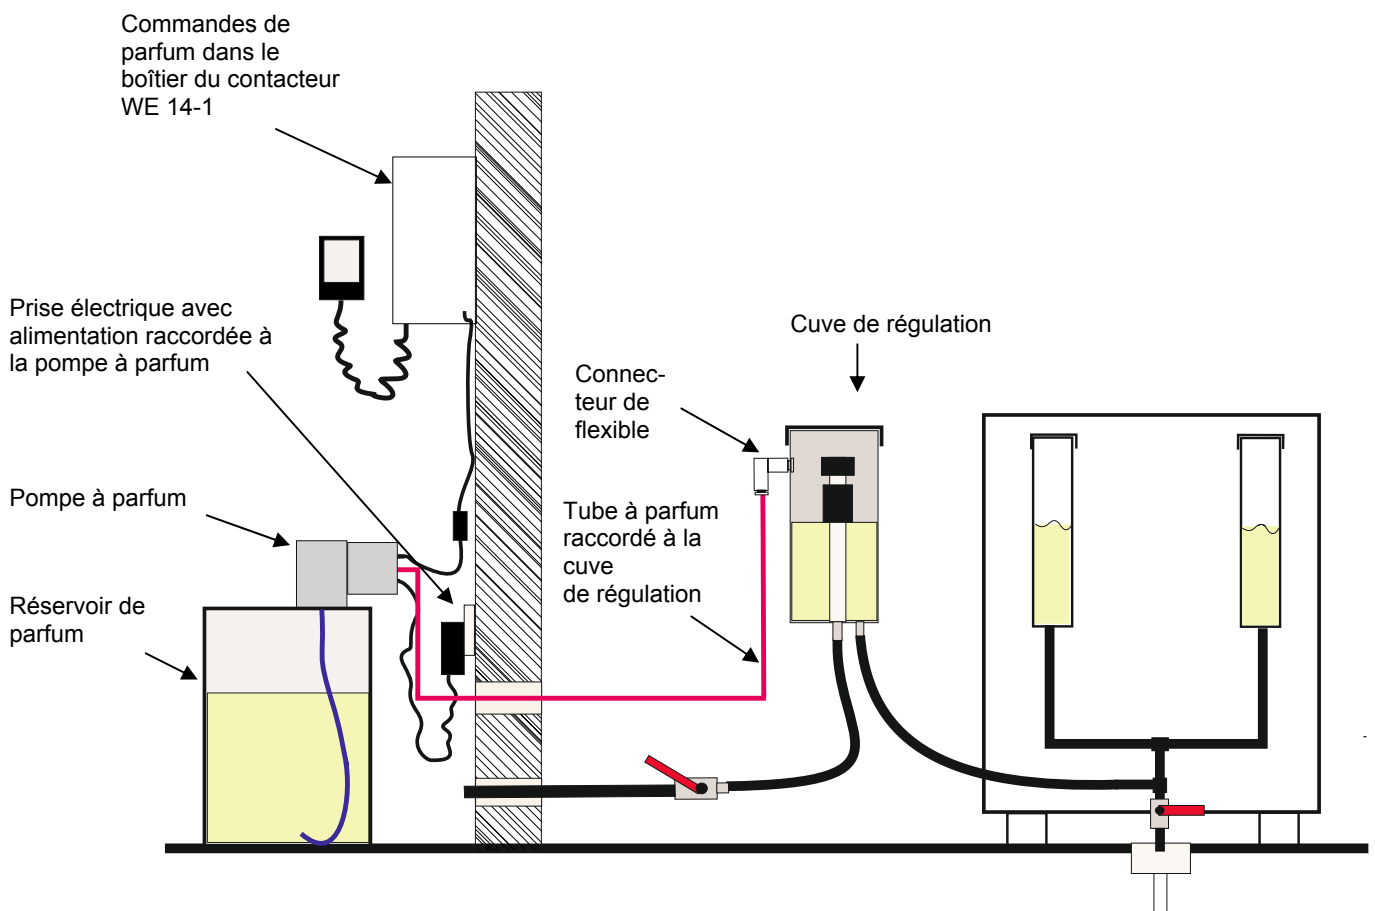 Commandes de
parfum dans le
boîtier du contacteur
WE 14-1
Prise électrique avec
alimentation raccordée à
la pompe à parfum
Cuve de régulation
Connec-
teur de
flexible
Pompe à parfum
Tube à parfum
raccordé à la
cuve
de régulation
Réservoir de
parfum